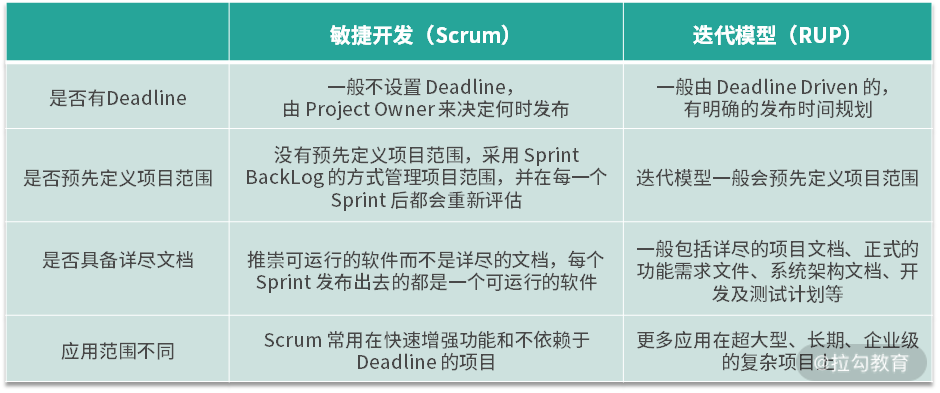 敏捷开发（Scrum）
迭代模型（RUP）
是否有Deadline
一般不设置 Deadline，
由 Project Owner 来决定何时发布
一般由 Deadline Driven 的，
有明确的发布时间规划
是否预先定义项目范围
没有预先定义项目范围，采用 Sprint
BackLog 的方式管理项目范围，并在每一个
Sprint 后都会重新评估
迭代模型一般会预先定义项目范围
是否具备详尽文档
推崇可运行的软件而不是详尽的文档，每个
Sprint 发布出去的都是一个可运行的软件
一般包括详尽的项目文档、正式的
功能需求文件、系统架构文档、开
发及测试计划等
应用范围不同
Scrum 常用在快速增强功能和不依赖于
Deadline 的项目
更多应用在超大型、长期、企业级
的复杂项目上
@拉勾教育